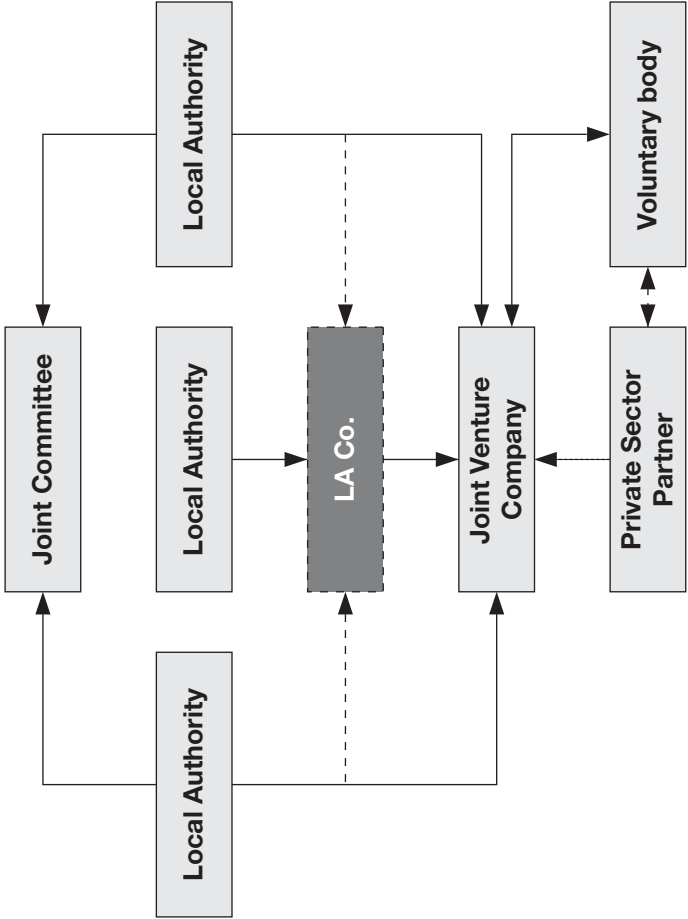 Joint Committee
Local Authority
Local Authority
Local Authority
LA Co.
Joint Venture
Company
Private Sector
Partner
Voluntary body